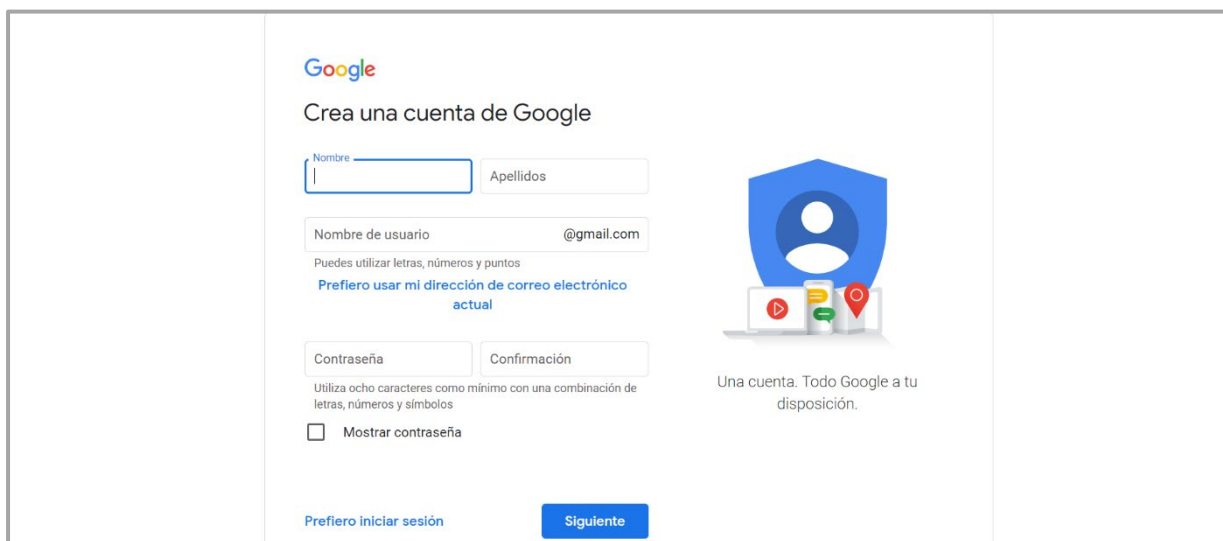 Google
Crea una cuenta de Google
Nombre
Apellidos
Nombre de usuario @gmail.com
Puedes utilizar letras, números y puntos
Prefiero usar mi dirección de correo electrónico
actual
Contraseña Confirmación
Utiliza ocho caracteres como mínimo con una combinación de
letras, números y símbolos
Mostrar contraseña
Prefiero iniciar sesión Siguiente
Una cuenta. Todo Google a tu
disposición.